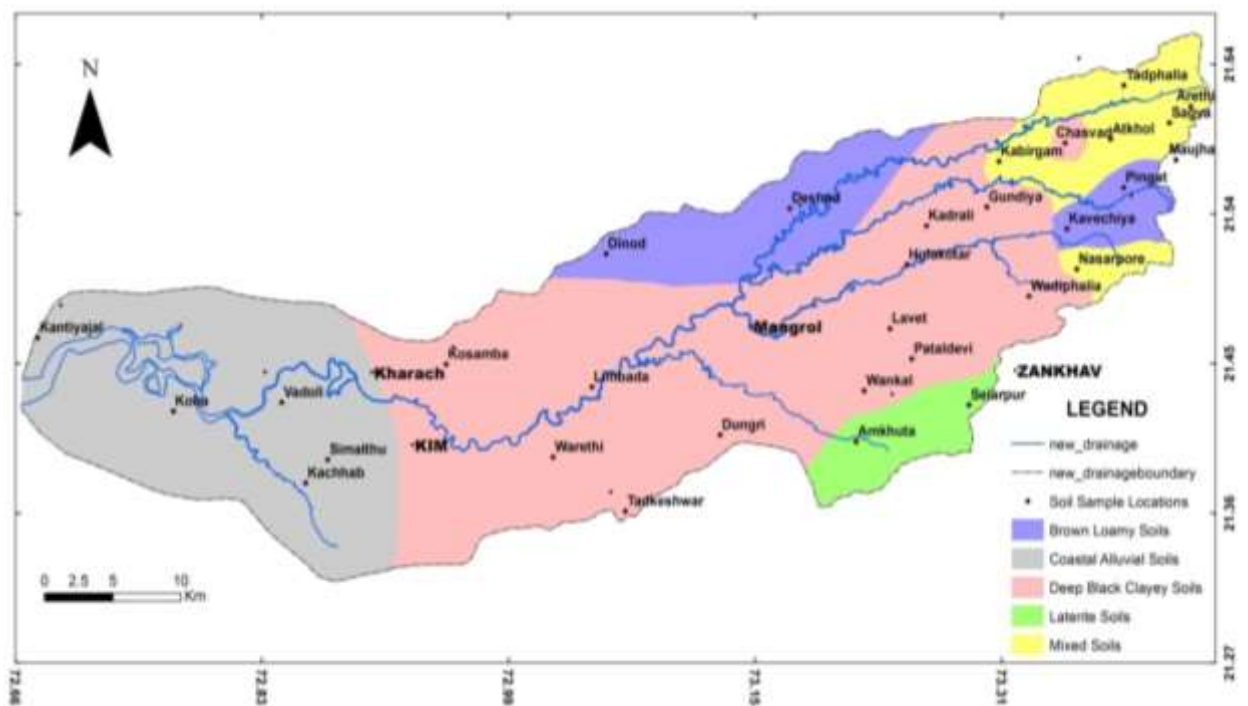 N
21.64
21.54
21.45
21.36
21.27
Tadphalia
Arethi
Sagya
Chasvad
Atkhol
Maujha
Kabirgam
Pingat
Gundiya
Kavechiya
Kadrali
Dinod
Nasarpore
Wadiphalia
Kantiyajal
Mangrol
Lavet
Kosamba
Pataldevi
Kharach
Limbada
Wankal
ZANKHAV
Vadoli
Koba
Selarpur
LEGEND
Dungri
Amkhuta
KIM
new_drainage
Simalthu
Warethi
new_drainageboundary
Kachhab
Tadkeshwar
Soil Sample Locations
Brown Loamy Soils
Coastal Alluvial Soils
Deep Black Clayey Soils
Laterite Soils
Mixed Soils
0 2.5 5 10
Km
72.66
72.83
72.99
73.15
73.31